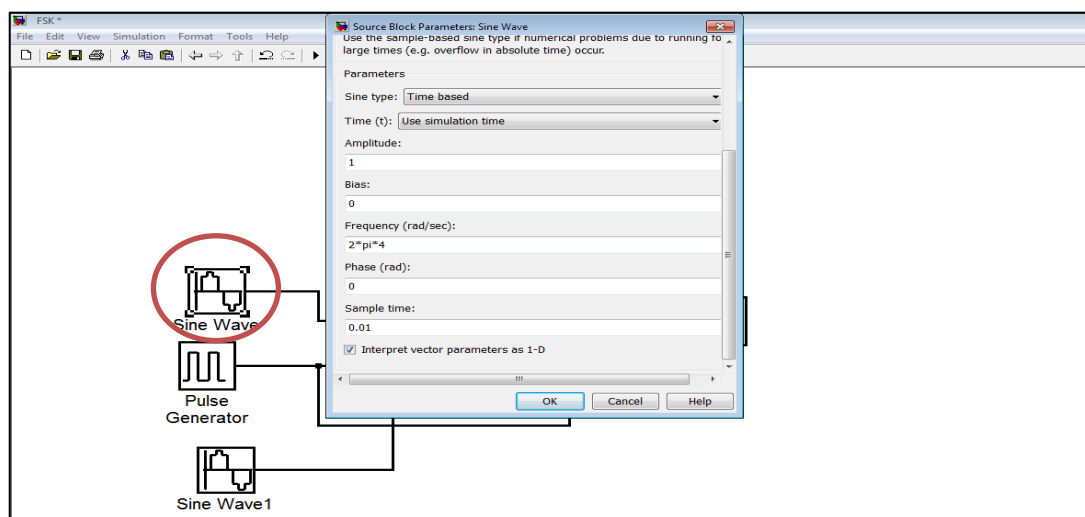 FSK *
File Edit View Simulation Format Tools Help
Source Block Parameters: Sine Wave
Use the sample-based sine type if numerical problems due to running fo
large times (e.g. overflow in absolute time) occur.
Parameters
Sine type: Time based
Time (t): Use simulation time
Amplitude:
1
Bias:
0
Frequency (rad/sec):
2*pi*4
Phase (rad):
0
Sample time:
0.01
Interpret vector parameters as 1-D
OK Cancel Help
Sine Wave
Pulse
Generator
Sine Wave1